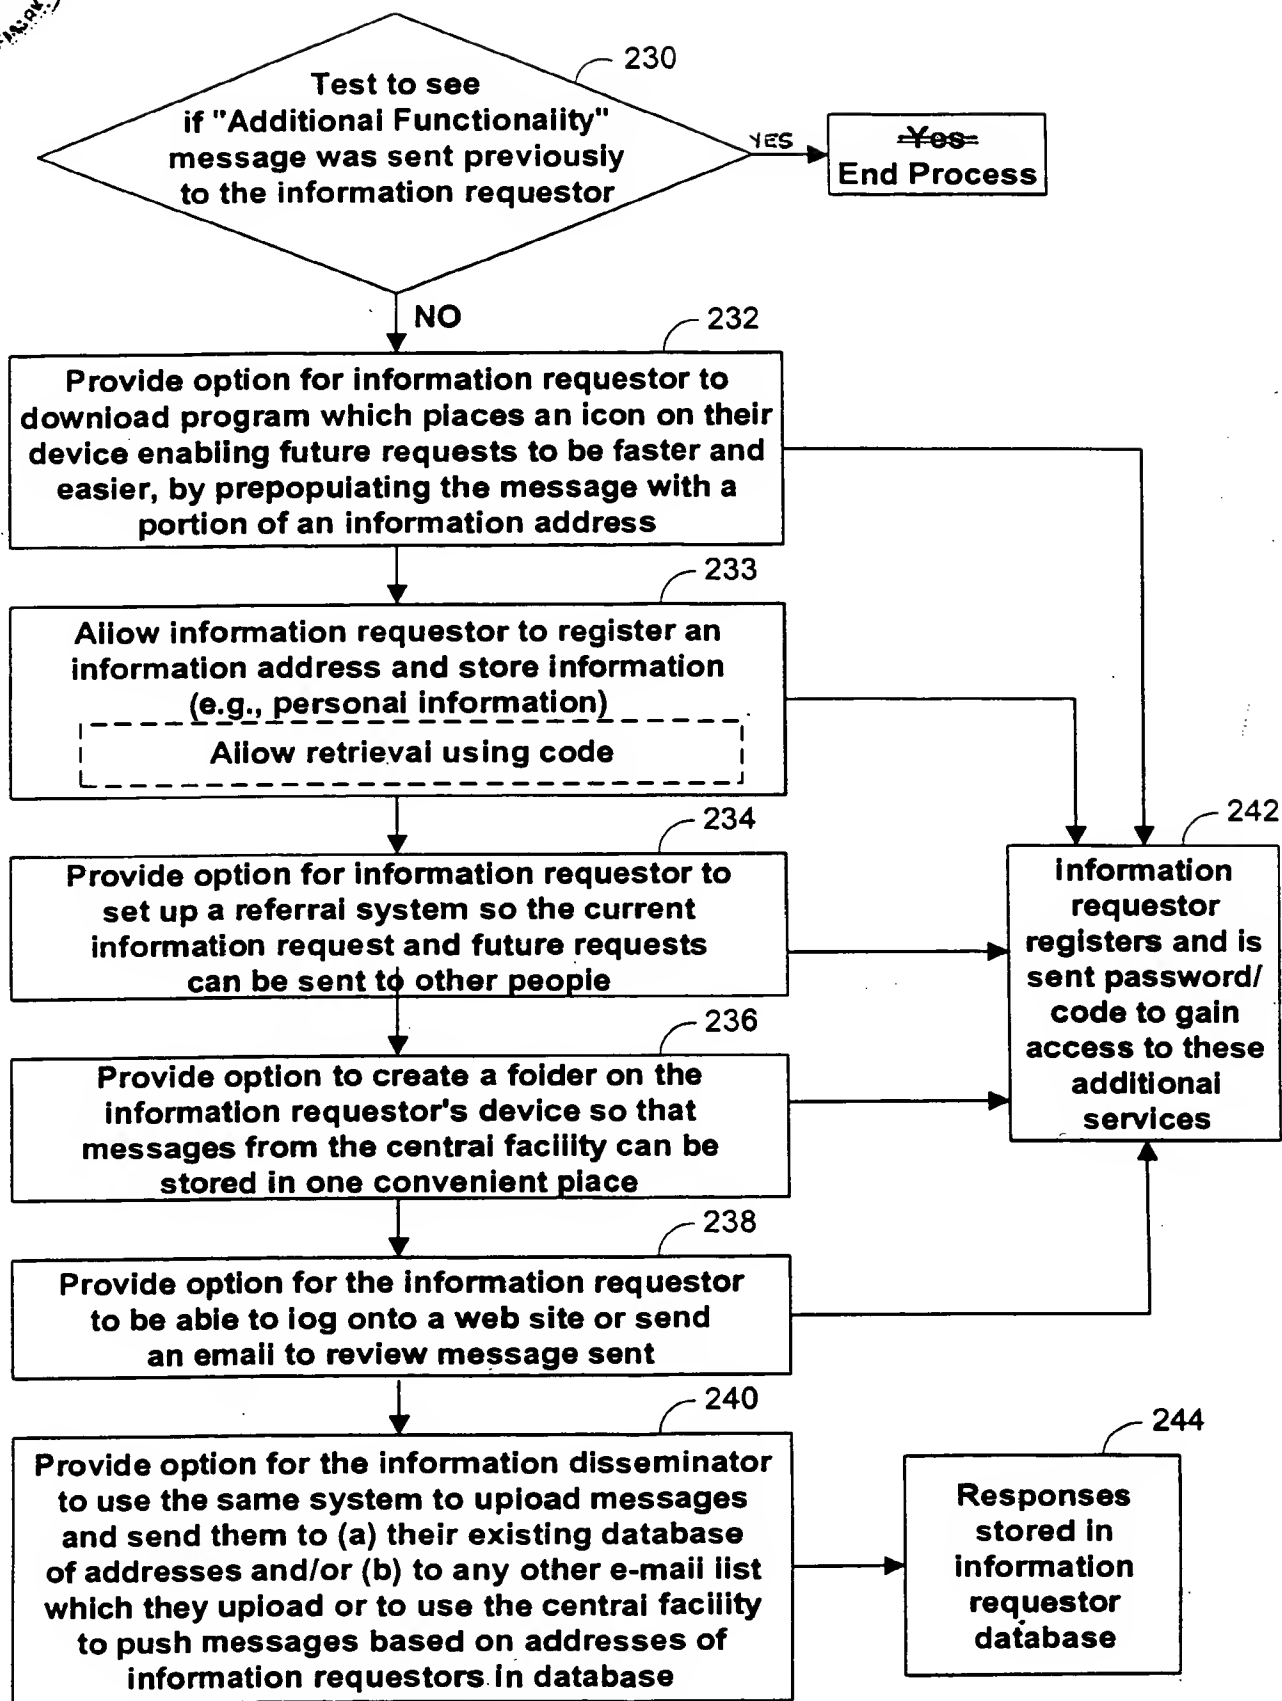 230
Test to see
if "Additional Functionality"
message was sent previously
to the information requestor
YES
Yes
End Process
NO
232
Provide option for information requestor to
download program which places an icon on their
device enabling future requests to be faster and
easier, by prepopulating the message with a
portion of an information address
233
Allow information requestor to register an
information address and store information
(e.g., personal information)
Allow retrieval using code
234
Provide option for information requestor to
set up a referral system so the current
information request and future requests
can be sent to other people
242
information
requestor
registers and is
sent password/
code to gain
access to these
additional
services
236
Provide option to create a folder on the
information requestor's device so that
messages from the central facility can be
stored in one convenient place
238
Provide option for the information requestor
to be able to log onto a web site or send
an email to review message sent
240
Provide option for the information disseminator
to use the same system to upload messages
and send them to (a) their existing database
of addresses and/or (b) to any other e-mail list
which they upload or to use the central facility
to push messages based on addresses of
information requestors in database
244
Responses
stored in
information
requestor
database